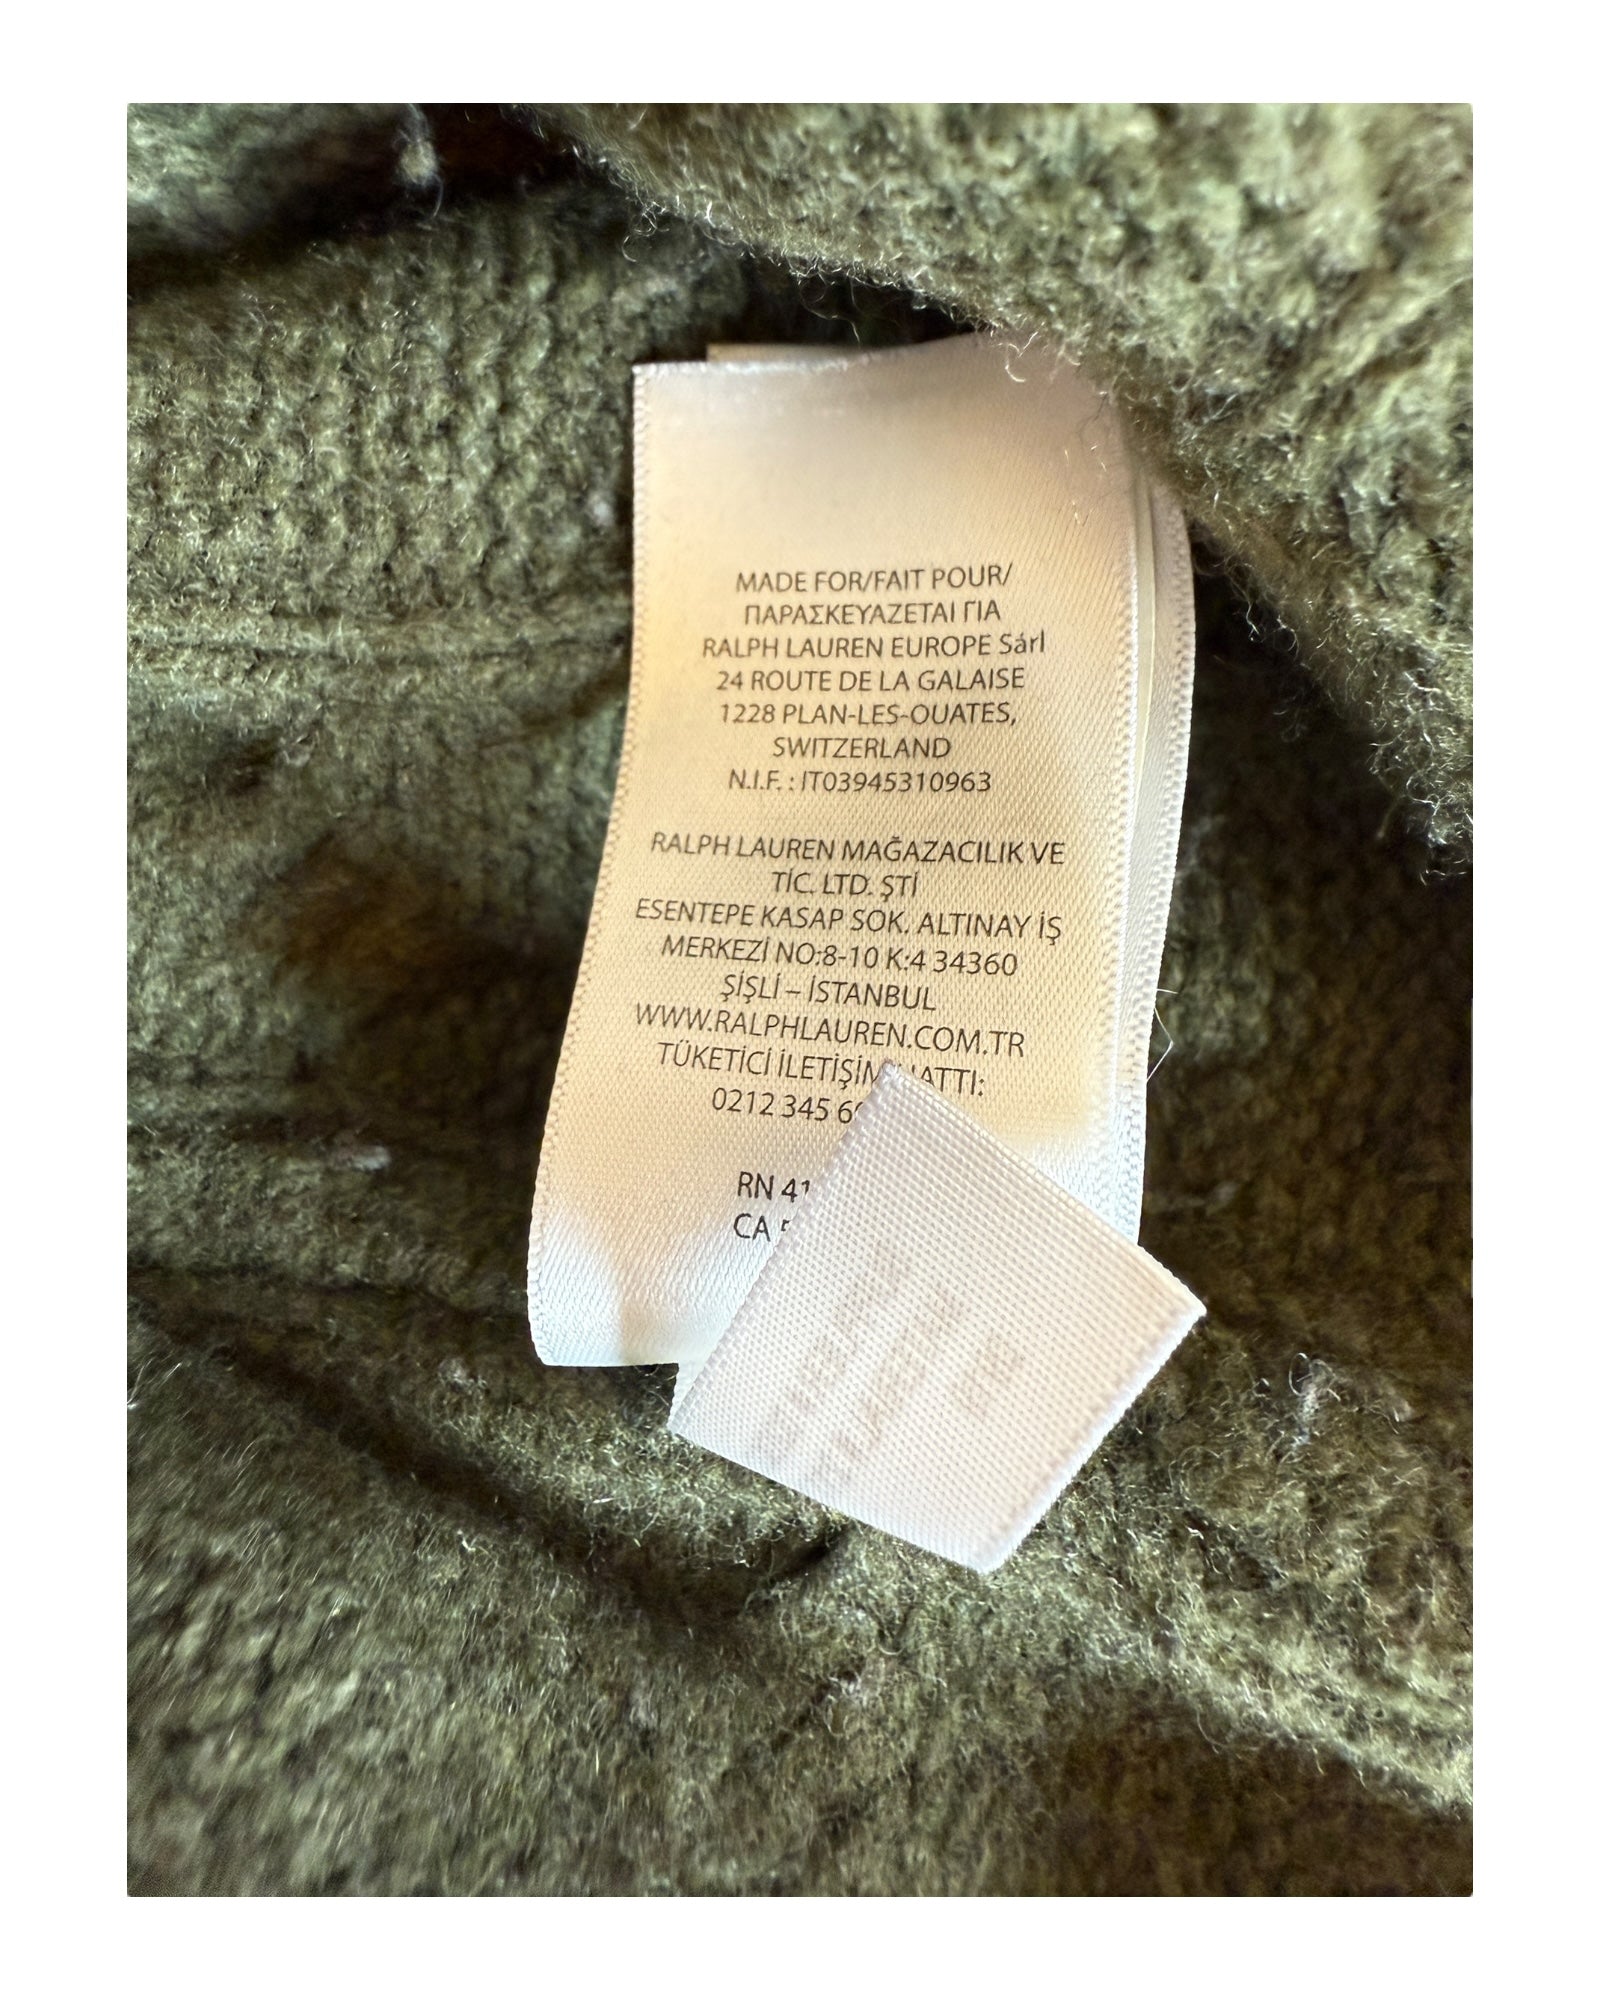 MADE FOR/FAIT POUR/
ΠΑΡΑΣΚΕΥΑΖΕΤΑΙ ΓΙΑ
RALPH LAUREN EUROPE Sárl
24 ROUTE DE LA GALAISE
1228 PLAN-LES-OUATES,
SWITZERLAND
N.I.F. : IT03945310963
RALPH LAUREN MAĞAZACILIK VE
TİC. LTD. ŞTİ
ESENTEPE KASAP SOK. ALTINAY İŞ
MERKEZİ NO:8-10 K:4 34360
ŞİŞLİ – İSTANBUL
WWW.RALPHLAUREN.COM.TR
TÜKETİCİ İLETİŞİM
0212 345
RN 41
CA